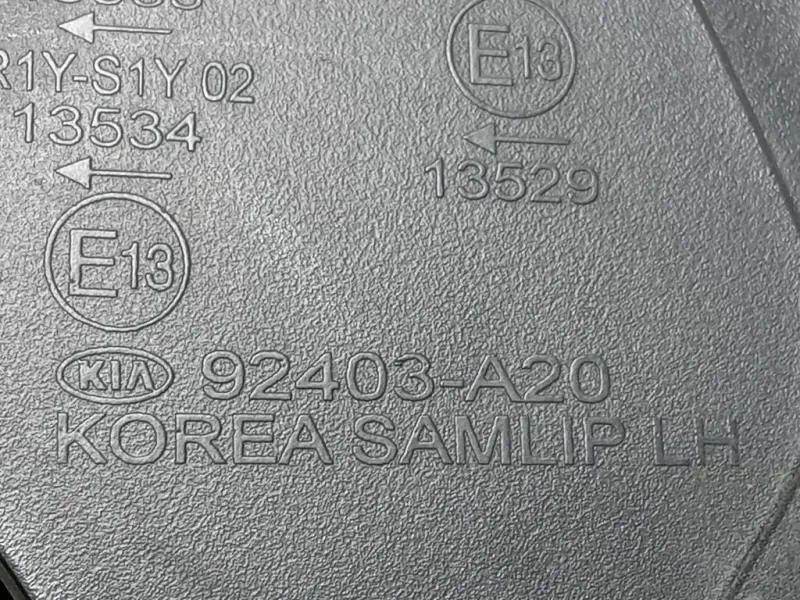 R1Y-S1Y 02
13534
E13
E13
13529
KIA 92403-A20
KOREA SAMLIP LH